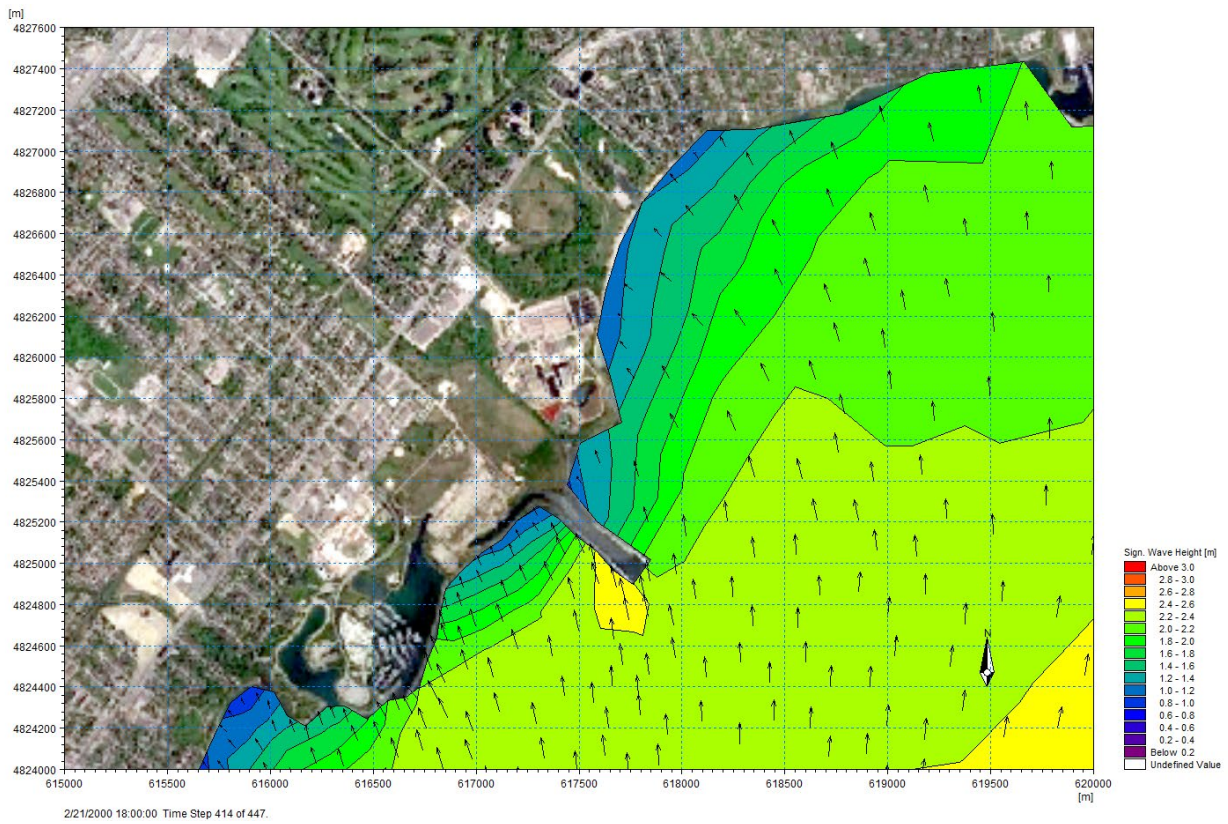 [m]
4827600
4827400
4827200
4827000
4826800
4826600
4826400
4826200
4826000
4825800
4825600
4825400
4825200
4825000
4824800
4824600
4824400
4824200
4824000
615000 615500 616000 616500 617000 617500 618000 618500 619000 619500 620000
[m]
N
Sign. Wave Height [m]
Above 3.0
2.8 - 3.0
2.6 - 2.8
2.4 - 2.6
2.2 - 2.4
2.0 - 2.2
1.8 - 2.0
1.6 - 1.8
1.4 - 1.6
1.2 - 1.4
1.0 - 1.2
0.8 - 1.0
0.6 - 0.8
0.4 - 0.6
0.2 - 0.4
Below 0.2
Undefined Value
2/21/2000 18:00:00 Time Step 414 of 447.